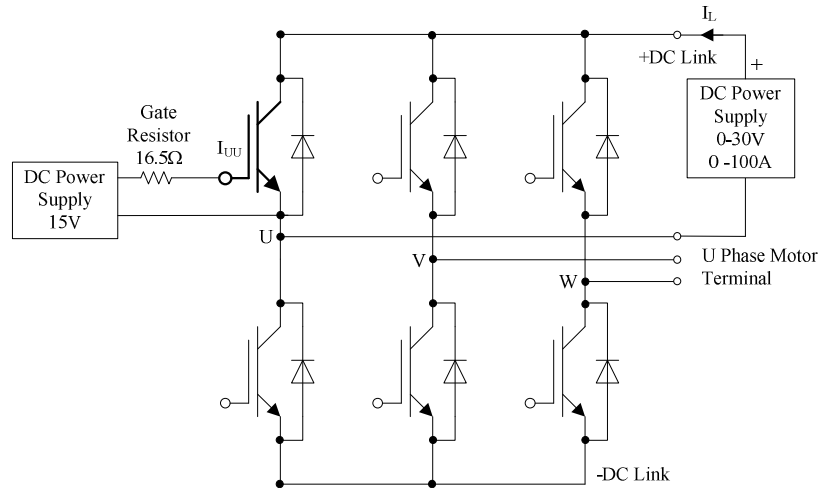 I_L
+DC Link
+
DC Power
Supply
0-30V
0 -100A
Gate
Resistor
16.5Ω
I_UU
DC Power
Supply
15V
U
V
W
U Phase Motor
Terminal
-DC Link